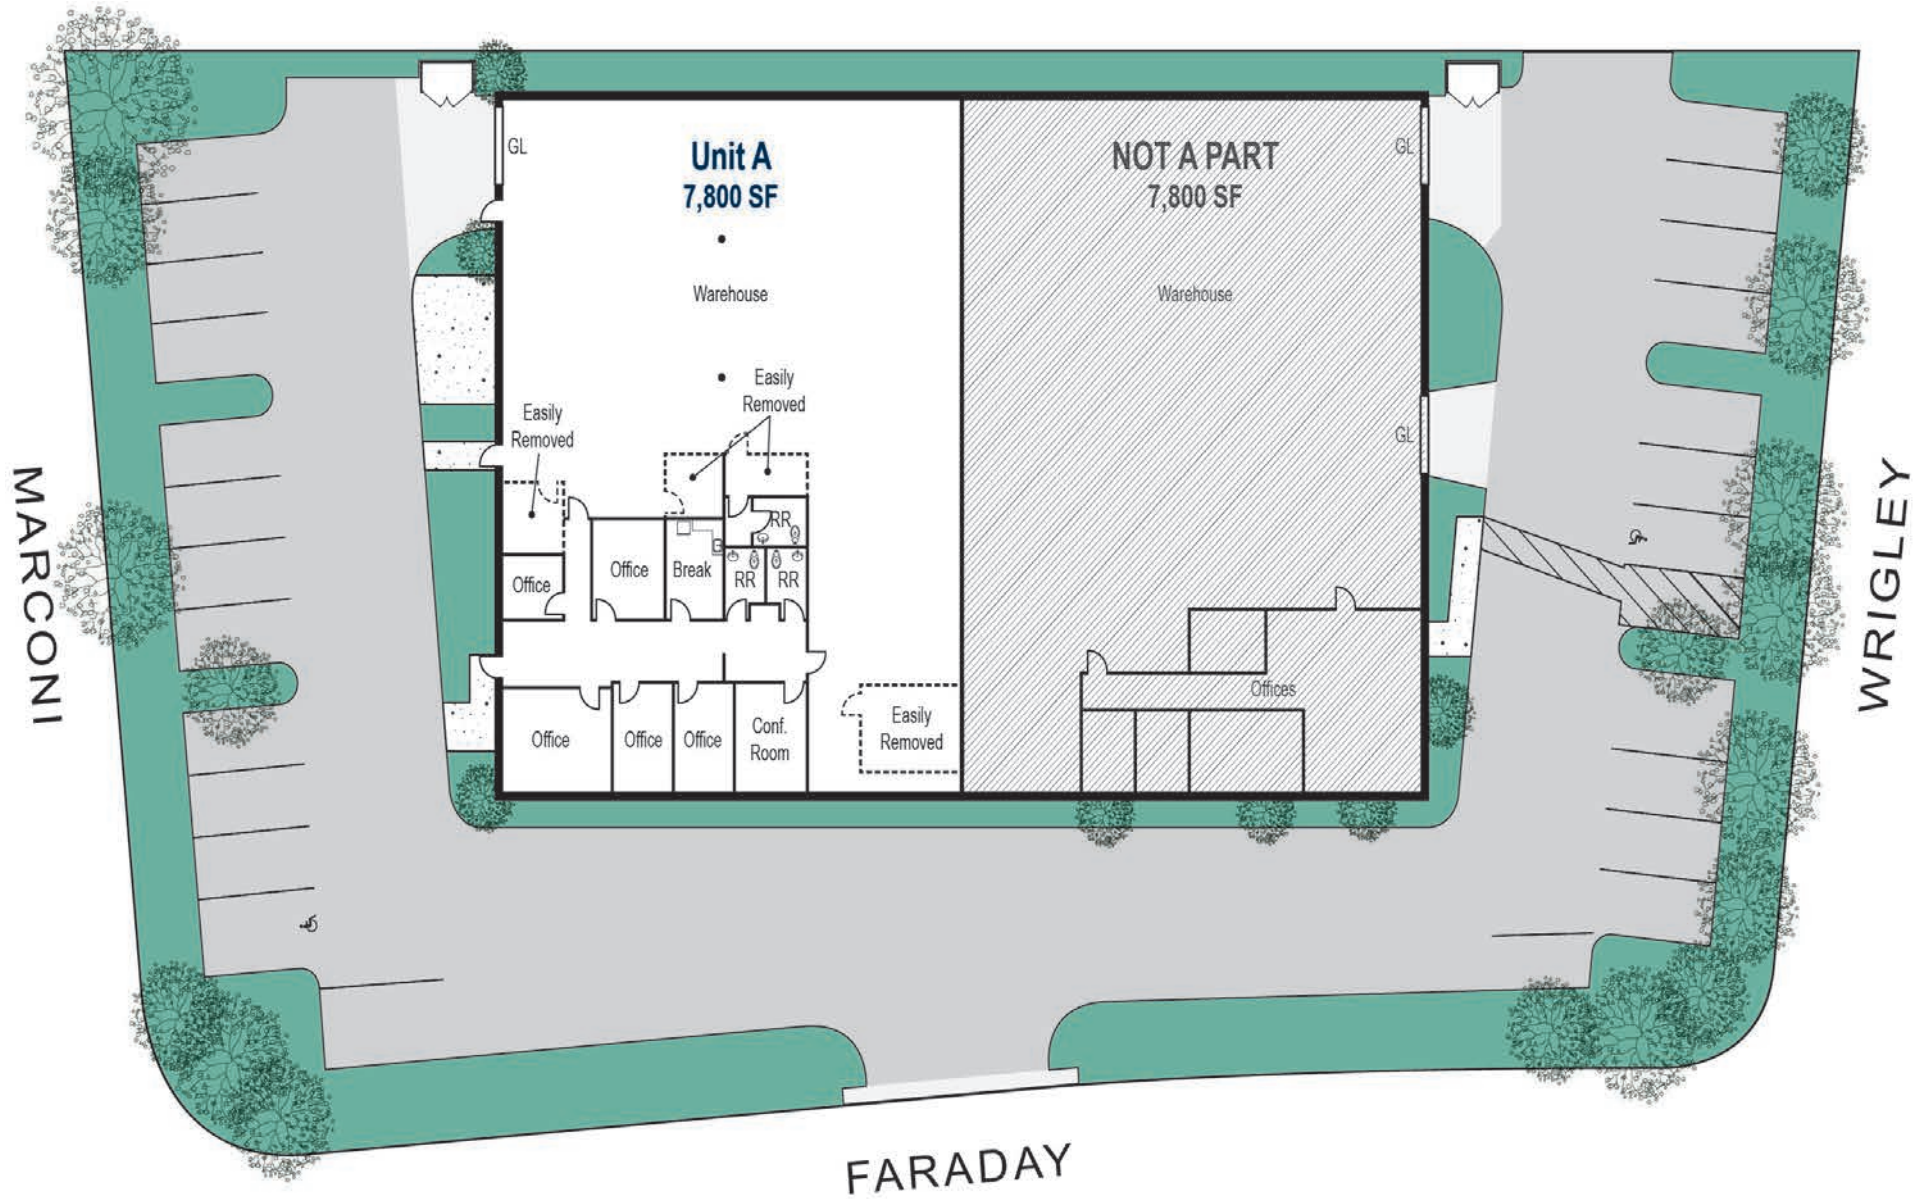 GL
Unit A
7,800 SF
NOT A PART
7,800 SF
GL
Warehouse
Warehouse
Easily
Removed
Easily
Removed
GL
RR
Office
Office
Break
RR
RR
Offices
Office
Office
Office
Conf.
Room
Easily
Removed
MARCONI
WRIGLEY
FARADAY